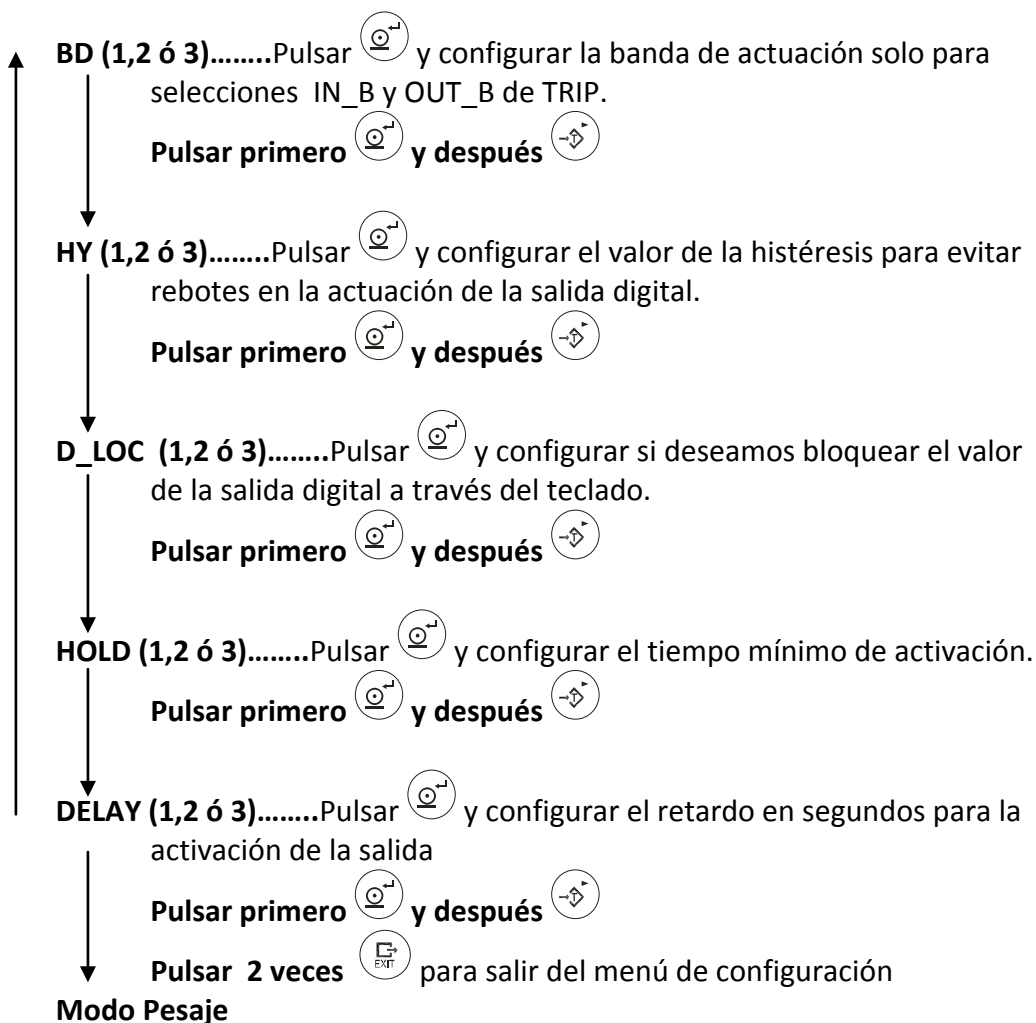 BD (1,2 ó 3)........Pulsar y configurar la banda de actuación solo para
selecciones IN_B y OUT_B de TRIP.
Pulsar primero y después
HY (1,2 ó 3)........Pulsar y configurar el valor de la histéresis para evitar
rebotes en la actuación de la salida digital.
Pulsar primero y después
D_LOC (1,2 ó 3)........Pulsar y configurar si deseamos bloquear el valor
de la salida digital a través del teclado.
Pulsar primero y después
HOLD (1,2 ó 3)........Pulsar y configurar el tiempo mínimo de activación.
Pulsar primero y después
DELAY (1,2 ó 3)........Pulsar y configurar el retardo en segundos para la
activación de la salida
Pulsar primero y después
Pulsar 2 veces EXIT para salir del menú de configuración
Modo Pesaje